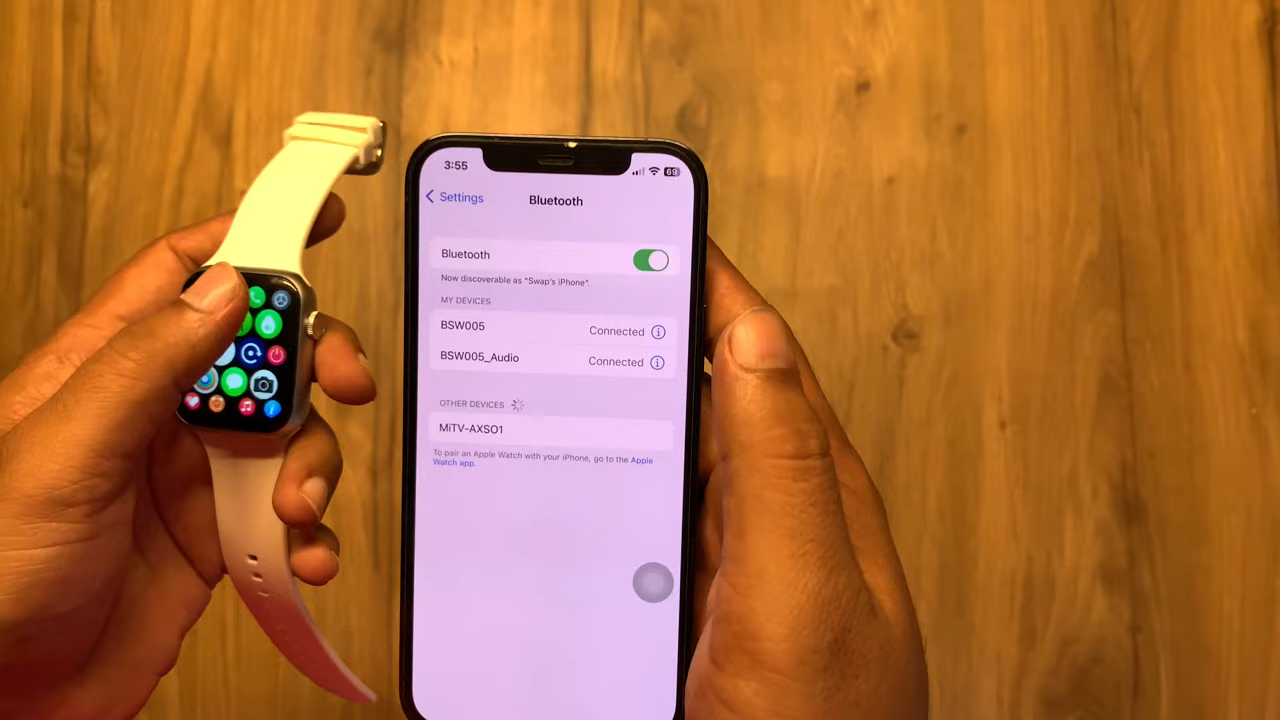 3:55
69
Settings
Bluetooth
Bluetooth
Now discoverable as "Swap's iPhone".
MY DEVICES
BSW005
Connected
BSW005_Audio
Connected
OTHER DEVICES
MiTV-AXSO1
To pair an Apple Watch with your iPhone, go to the Apple
Watch app.